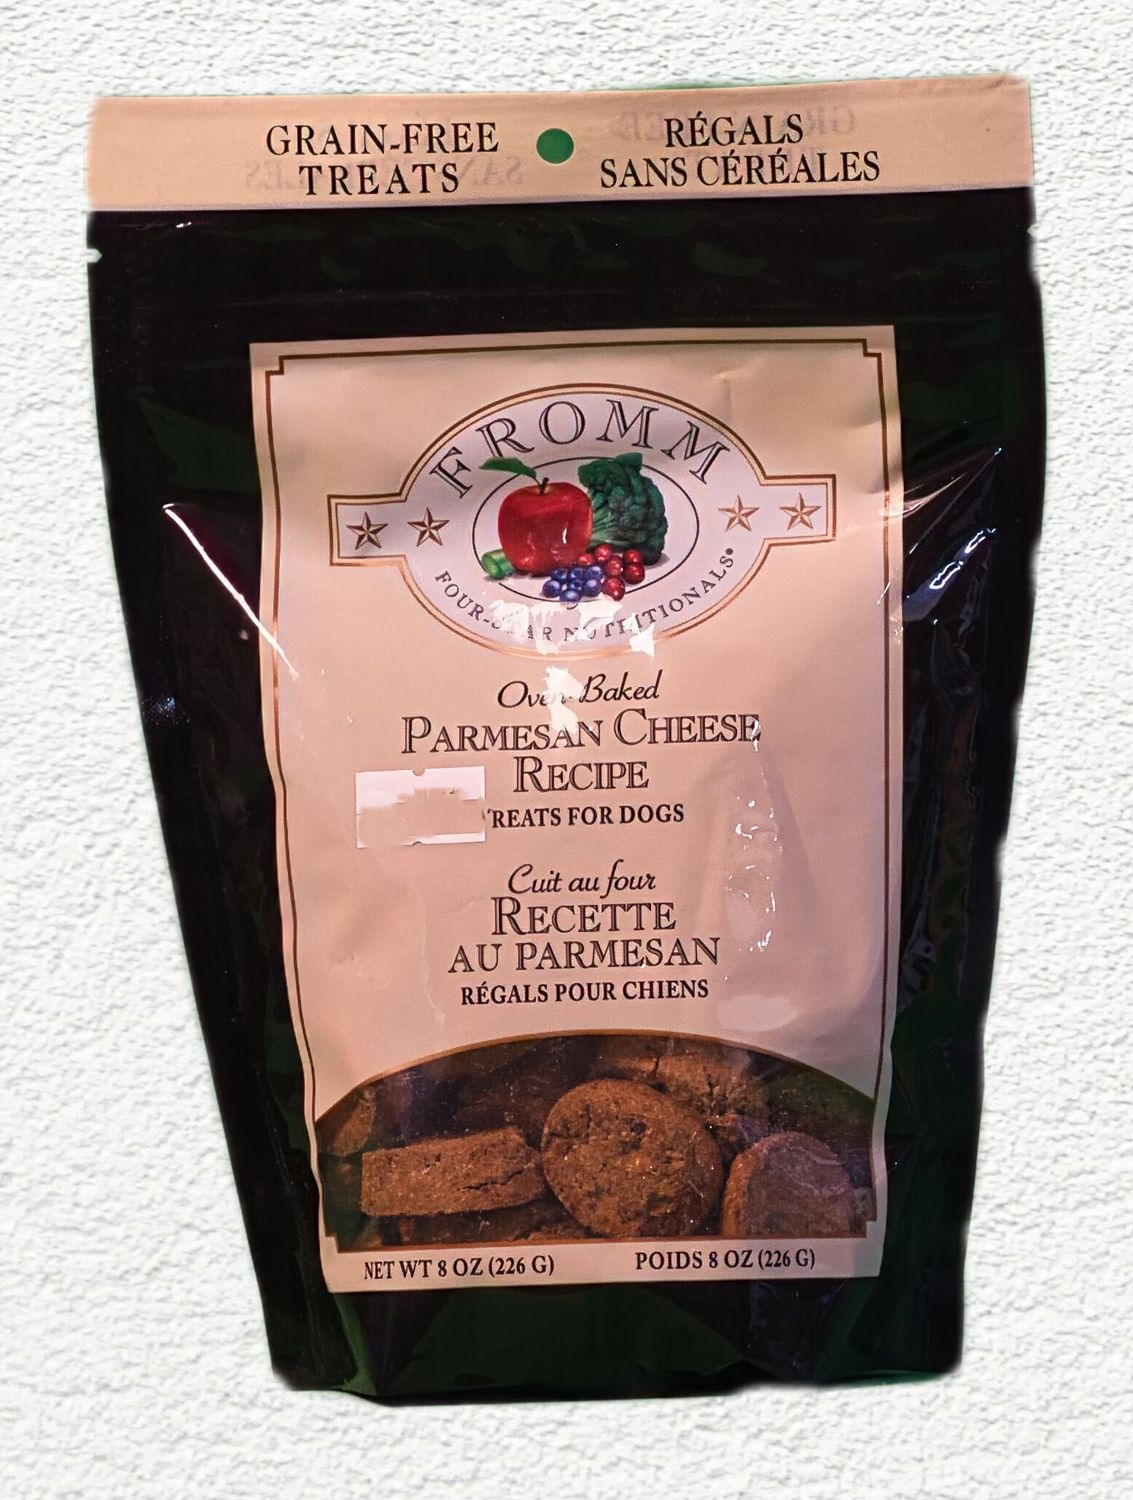 GRAIN-FREE
TREATS
RÉGALS
SANS CÉRÉALES
FROMM
FOUR-STAR NUTRITIONALS®
Oven-Baked
PARMESAN CHEESE
RECIPE
TREATS FOR DOGS
Cuit au four
RECETTE
AU PARMESAN
RÉGALS POUR CHIENS
NET WT 8 OZ (226 G)
POIDS 8 OZ (226 G)